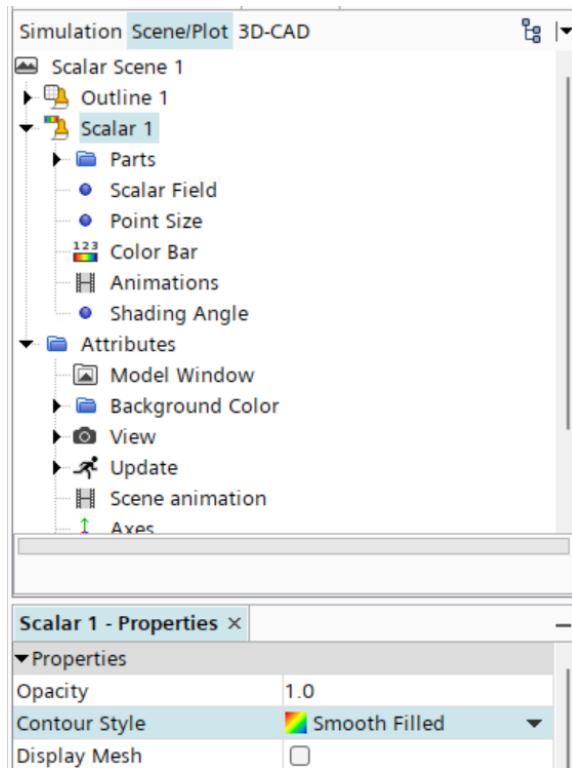 Simulation Scene/Plot 3D-CAD
Scalar Scene 1
Outline 1
Scalar 1
Parts
Scalar Field
Point Size
123 Color Bar
Animations
Shading Angle
Attributes
Model Window
Background Color
View
Update
Scene animation
Axes
Scalar 1 - Properties ×
Properties
Opacity 1.0
Contour Style Smooth Filled
Display Mesh